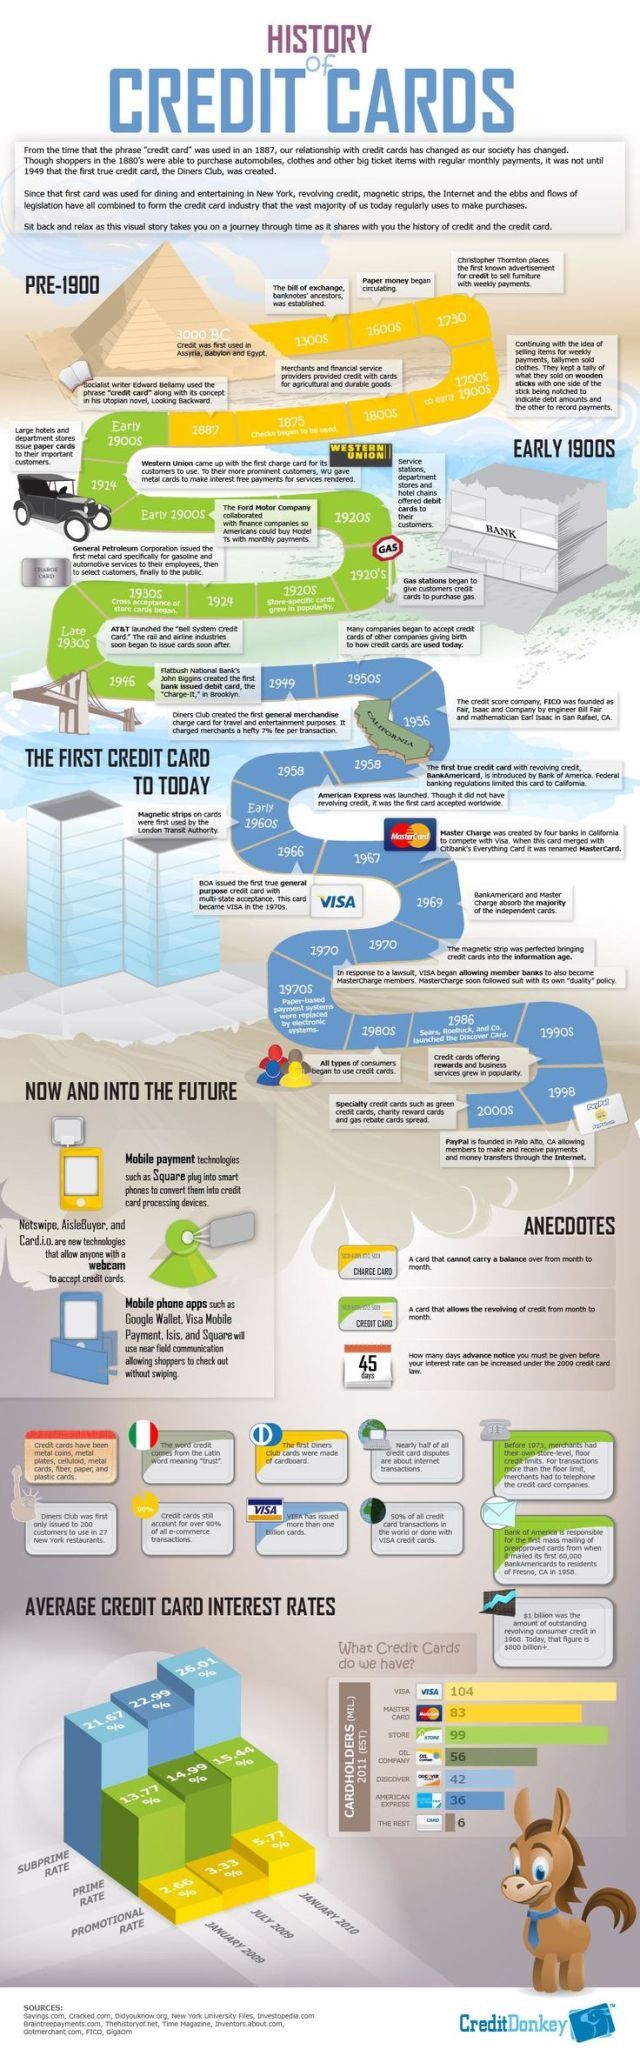 HISTORY
OF
CREDIT CARDS
From the time that the phrase "credit card" was used in an 1887, our relationship with credit cards has changed as our society has changed.
Though shoppers in the 1880's were able to purchase automobiles, clothes and other big ticket items with regular monthly payments, it was not until
1949 that the first true credit card, the Diners Club, was created.
Since that first card was used for dining and entertaining in New York, revolving credit, magnetic strips, the Internet and the ebbs and flows of
legislation have all combined to form the credit card industry that the vast majority of us today regularly uses to make purchases.
Sit back and relax as this visual story takes you on a journey through time as it shares with you the history of credit and the credit card.
PRE-1900
3000 BC
Credit was first used in
Assyria, Babylon and Egypt.
The bill of exchange,
banknotes' ancestors,
was established.
1300s
Paper money began
circulating.
1600s
Christopher Thornton places
the first known advertisement
for credit to sell furniture
with weekly payments.
1730
Continuing with the idea of
selling items for weekly
payments, tallymen sold
clothes. They kept a tally of
what they sold on wooden
sticks with one side of the
stick being notched to
indicate debt amounts and
the other to record payments.
1700s
to early 1900s
Merchants and financial service
providers provided credit with cards
for agricultural and durable goods.
1800s
1875
Checks began to be used.
Socialist writer Edward Bellamy used the
phrase "credit card" along with its concept
in his Utopian novel, Looking Backward.
1887
EARLY 1900S
Early
1900s
Large hotels and
department stores
issue paper cards
to their important
customers.
1914
WESTERN
UNION
Western Union came up with the first charge card for its
customers to use. To their more prominent customers, WU gave
metal cards to make interest free payments for services rendered.
Early 1900s
The Ford Motor Company
collaborated
with finance companies so
Americans could buy Model
Ts with monthly payments.
1920s
Service
stations,
department
stores and
hotel chains
offered debit
cards to
their
customers.
BANK
GAS
1920's
Gas stations began to
give customers credit
cards to purchase gas.
1920s
Store-specific cards
grew in popularity.
General Petroleum Corporation issued the
first metal card specifically for gasoline and
automotive services to their employees, then
to select customers, finally to the public.
CHARGE
CARD
1924
1930s
Cross acceptance of
store cards began.
Late
1930s
AT&T launched the "Bell System Credit
Card." The rail and airline industries
soon began to issue cards soon after.
1946
Flatbush National Bank's
John Biggins created the first
bank issued debit card, the
"Charge-It," in Brooklyn.
1949
Diners Club created the first general merchandise
charge card for travel and entertainment purposes. It
charged merchants a hefty 7% fee per transaction.
Many companies began to accept credit
cards of other companies giving birth
to how credit cards are used today.
1950s
CALIFORNIA
1956
The credit score company, FICO was founded as
Fair, Isaac and Company by engineer Bill Fair
and mathematician Earl Isaac in San Rafael, CA.
THE FIRST CREDIT CARD
TO TODAY
1958
The first true credit card with revolving credit,
BankAmericard, is introduced by Bank of America. Federal
banking regulations limited this card to California.
1958
American Express was launched. Though it did not have
revolving credit, it was the first card accepted worldwide.
Early
1960s
Magnetic strips on cards
were first used by the
London Transit Authority.
1966
BOA issued the first true general
purpose credit card with
multi-state acceptance. This card
became VISA in the 1970s.
VISA
1967
MasterCard
Master Charge was created by four banks in California
to compete with Visa. When this card merged with
Citibank's Everything Card it was renamed MasterCard.
1969
BankAmericard and Master
Charge absorb the majority
of the independent cards.
1970
The magnetic strip was perfected bringing
credit cards into the information age.
1970
In response to a lawsuit, VISA began allowing member banks to also become
MasterCharge members. MasterCharge soon followed suit with its own "duality" policy.
1970s
Paper-based
payment systems
were replaced
by electronic
systems.
1980s
All types of consumers
began to use credit cards.
1986
Sears, Roebuck, and Co.
launched the Discover Card.
1990s
Credit cards offering
rewards and business
services grew in popularity.
1998
PayPal
PayPal is founded in Palo Alto, CA allowing
members to make and receive payments
and money transfers through the Internet.
2000s
Specialty credit cards such as green
credit cards, charity reward cards
and gas rebate cards spread.
NOW AND INTO THE FUTURE
Mobile payment technologies
such as Square plug into smart
phones to convert them into credit
card processing devices.
Netswipe, AisleBuyer, and
Card.i.o. are new technologies
that allow anyone with a
webcam
to accept credit cards.
Mobile phone apps such as
Google Wallet, Visa Mobile
Payment, Isis, and Square will
use near field communication
allowing shoppers to check out
without swiping.
ANECDOTES
CHARGE CARD
A card that cannot carry a balance over from month to
month.
CREDIT CARD
A card that allows the revolving of credit from month to
month.
45
days
How many days advance notice you must be given before
your interest rate can be increased under the 2009 credit card
law.
Credit cards have been
metal coins, metal
plates, celluloid, metal
cards, fiber, paper, and
plastic cards.
The word credit
comes from the Latin
word meaning "trust".
The first Diners
Club cards were made
of cardboard.
Nearly half of all
credit card disputes
are about internet
transactions.
Before 1973, merchants had
their own store-level, floor
credit limits. For transactions
more than the floor limit,
merchants had to telephone
the credit card companies.
Diners Club was first
only issued to 200
customers to use in 27
New York restaurants.
90%
Credit cards still
account for over 90%
of all e-commerce
transactions.
VISA
VISA has issued
more than one
billion cards.
50% of all credit
card transactions in
the world or done with
VISA credit cards.
Bank of America is responsible
for the first mass mailing of
preapproved cards from when
it mailed its first 60,000
BankAmericards to residents
of Fresno, CA in 1958.
$1 billion was the
amount of outstanding
revolving consumer credit in
1968. Today, that figure is
$800 billion+.
AVERAGE CREDIT CARD INTEREST RATES
21.67
%
22.99
%
26.01
%
13.77
%
14.99
%
15.44
%
2.66
%
3.33
%
5.77
%
SUBPRIME
RATE
PRIME
RATE
PROMOTIONAL
RATE
JANUARY 2009
JULY 2009
JANUARY 2010
What Credit Cards
do we have?
CARDHOLDERS (MIL.)
2011 (EST)
VISA VISA 104
MASTER
CARD MasterCard 83
STORE STORE 99
OIL
COMPANY OIL COMPANY 56
DISCOVER DISCOVER 42
AMERICAN
EXPRESS 36
THE REST CARD 6
SOURCES:
Savings.com, Cracked.com, Didyouknow.org, New York University Files, Investopedia.com
Braintreepayments.com, Thehistoryof.net, Time Magazine, Inventors.about.com,
Gotmerchant.com, FICO, GigaOm
CreditDonkey